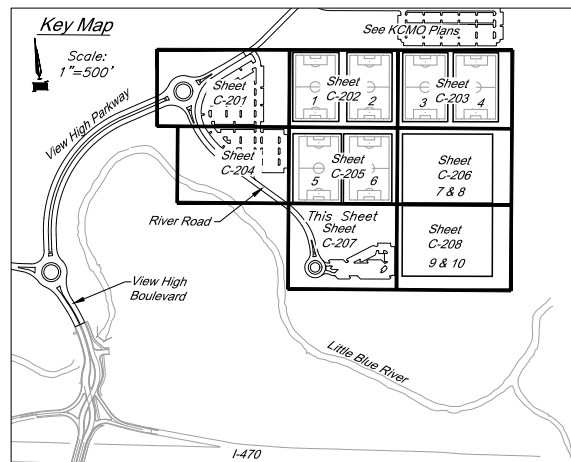 Key Map
Scale:
1"=500'
See KCMO Plans
Sheet
C-201
Sheet
C-202
1
2
Sheet
C-203
3
4
View High Parkway
Sheet
C-204
Sheet
C-205
5
6
Sheet
C-206
7 & 8
River Road
This Sheet
Sheet
C-207
Sheet
C-208
9 & 10
View High
Boulevard
Little Blue River
I-470